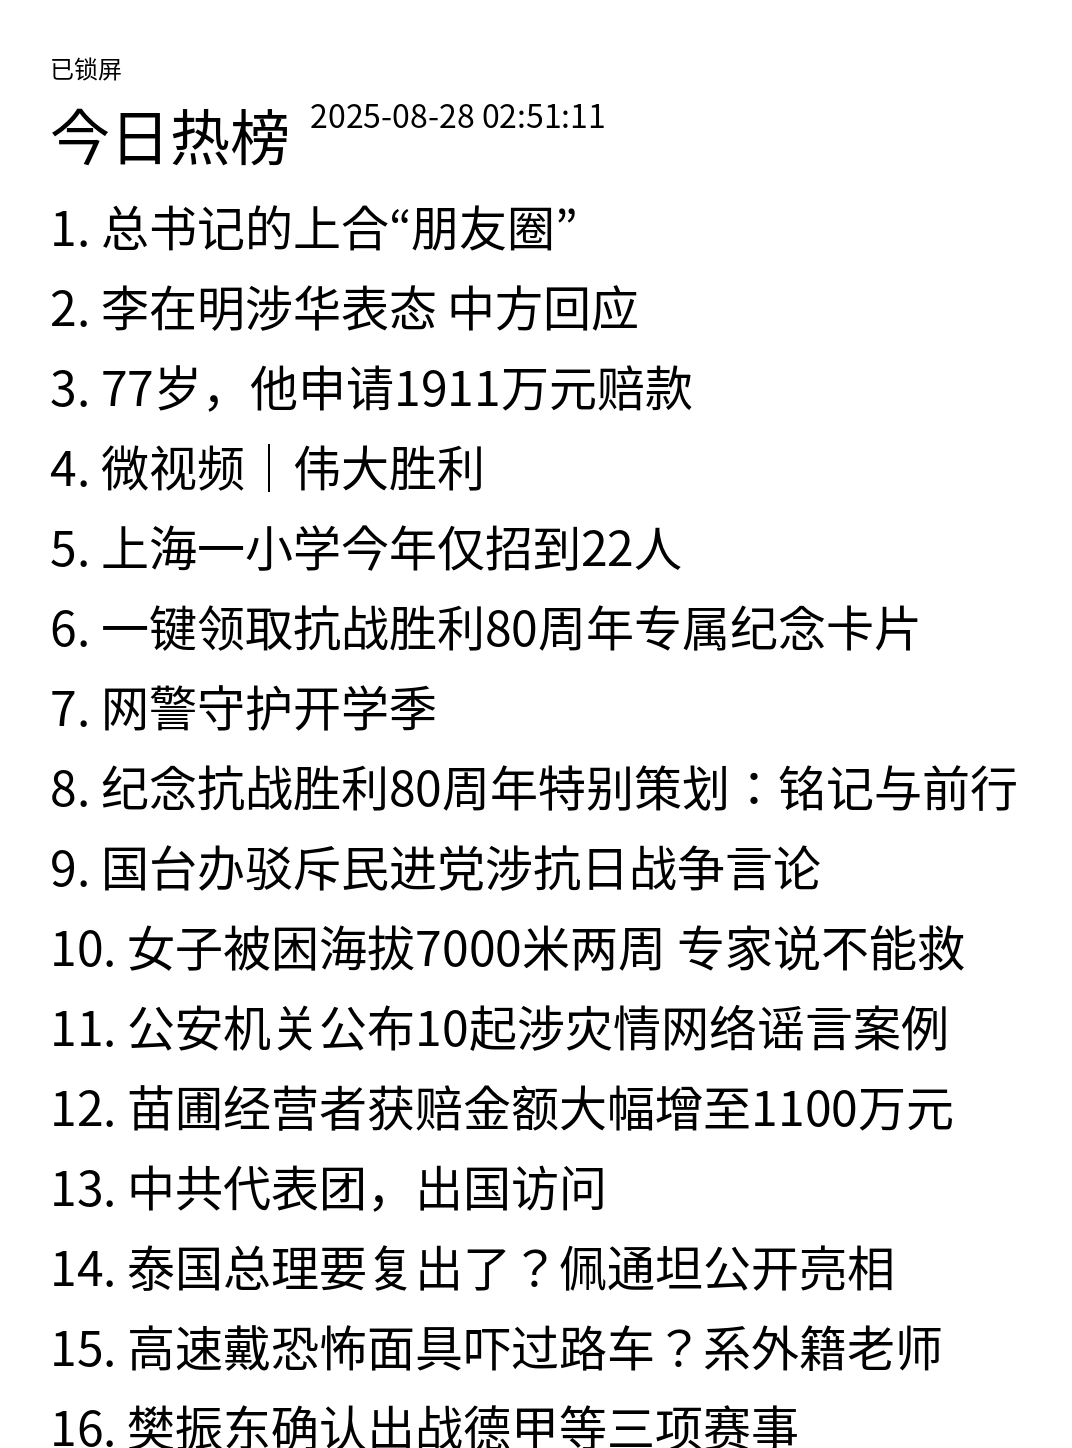 已锁屏
今日热榜 2025-08-28 02:51:11
1. 总书记的上合“朋友圈”
2. 李在明涉华表态 中方回应
3. 77岁，他申请1911万元赔款
4. 微视频｜伟大胜利
5. 上海一小学今年仅招到22人
6. 一键领取抗战胜利80周年专属纪念卡片
7. 网警守护开学季
8. 纪念抗战胜利80周年特别策划：铭记与前行
9. 国台办驳斥民进党涉抗日战争言论
10. 女子被困海拔7000米两周 专家说不能救
11. 公安机关公布10起涉灾情网络谣言案例
12. 苗圃经营者获赔金额大幅增至1100万元
13. 中共代表团，出国访问
14. 泰国总理要复出了？佩通坦公开亮相
15. 高速戴恐怖面具吓过路车？系外籍老师
16. 樊振东确认出战德甲等三项赛事